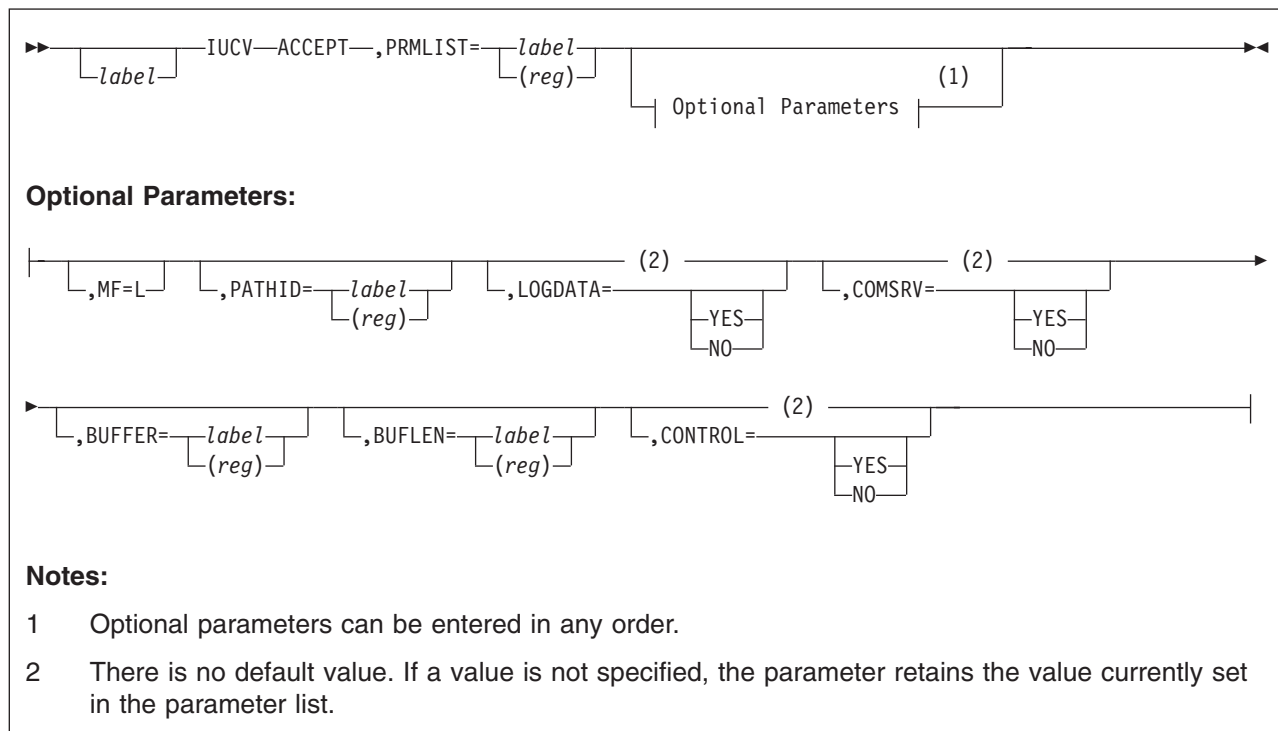 IUCV—ACCEPT—,PRMLIST= label
label (reg) (1)
Optional Parameters
Optional Parameters:
(2) (2)
,MF=L ,PATHID= label ,LOGDATA= ,COMSRV=
(reg) YES YES
NO NO
(2)
,BUFFER= label ,BUFLEN= label ,CONTROL=
(reg) (reg) YES
NO
Notes:
1 Optional parameters can be entered in any order.
2 There is no default value. If a value is not specified, the parameter retains the value currently set
in the parameter list.